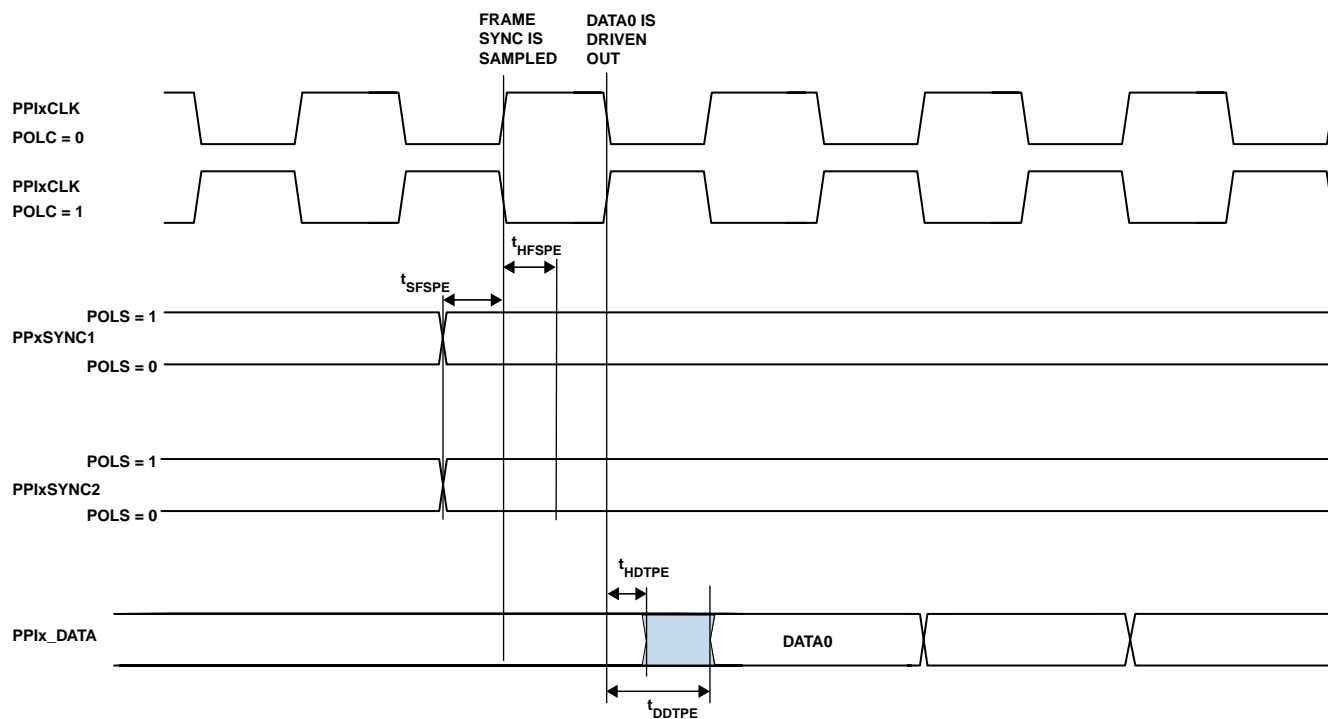 FRAME
SYNC IS
SAMPLED
DATA0 IS
DRIVEN
OUT
PPIxCLK
POLC = 0
PPIxCLK
POLC = 1
tHFSPE
tSFSPE
POLS = 1
PPxSYNC1
POLS = 0
POLS = 1
PPIxSYNC2
POLS = 0
tHDTPE
PPIx_DATA
DATA0
tDDTPE